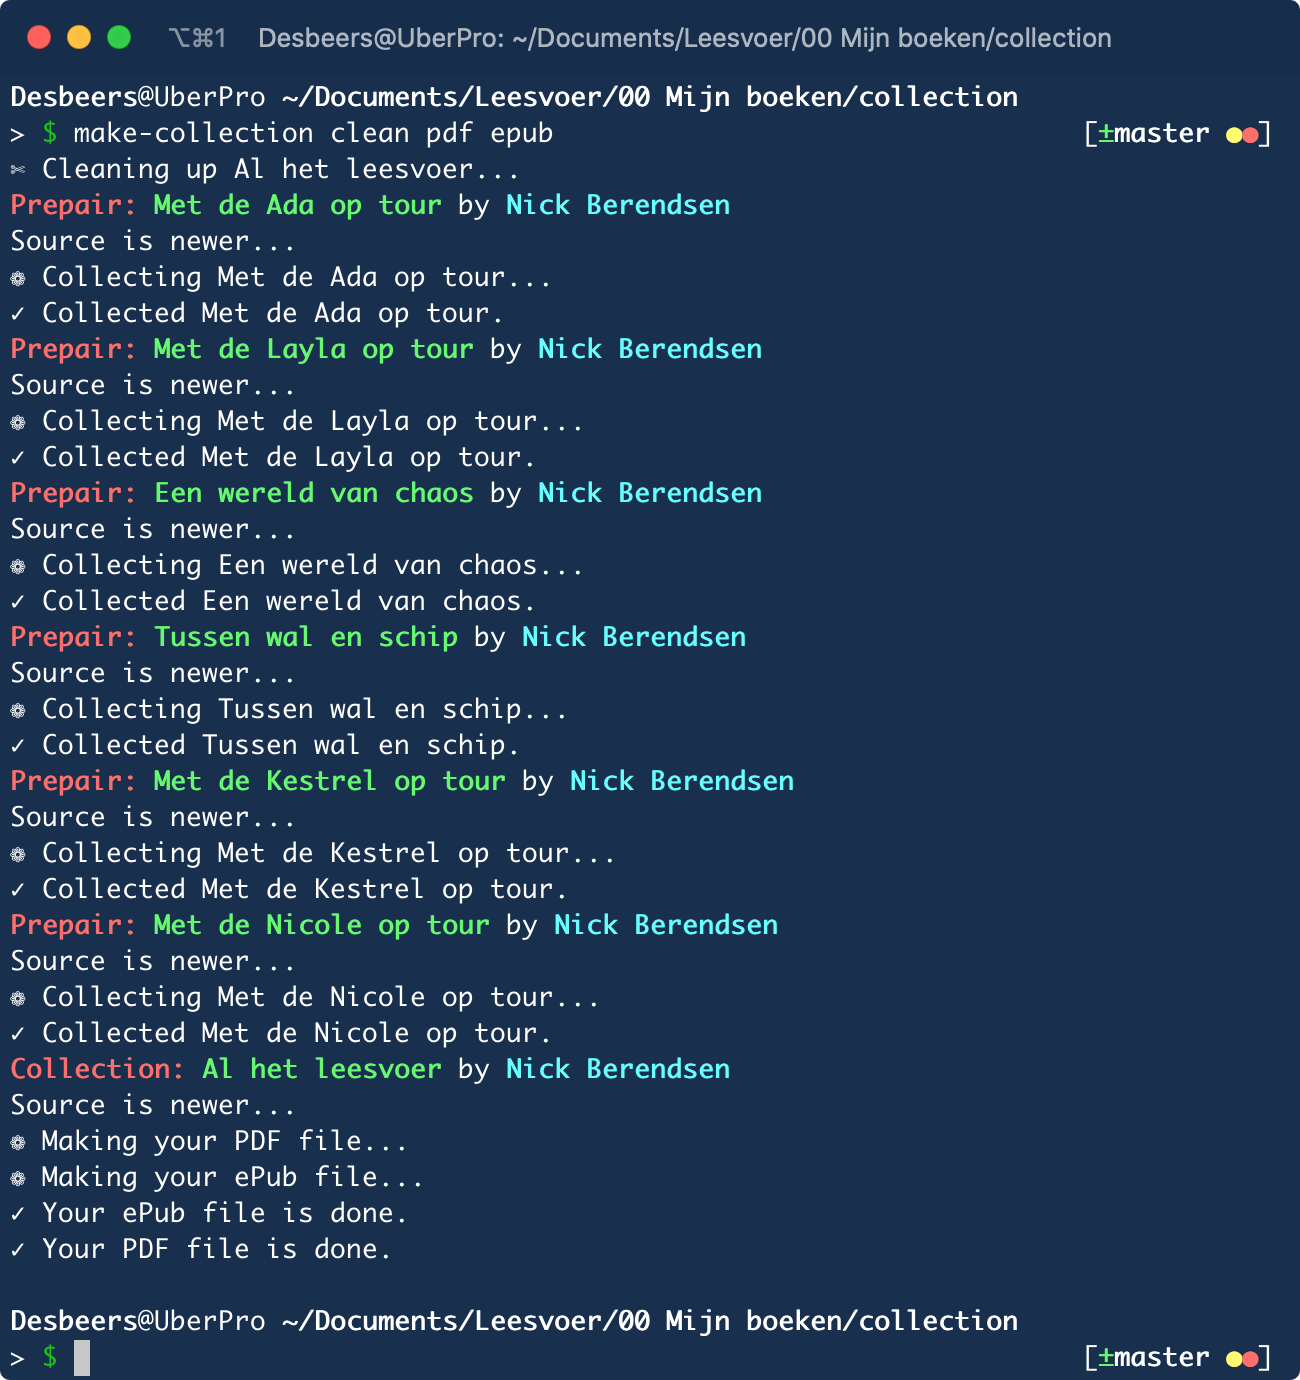 ⌥⌘1 Desbeers@UberPro: ~/Documents/Leesvoer/00 Mijn boeken/collection
Desbeers@UberPro ~/Documents/Leesvoer/00 Mijn boeken/collection
> $ make-collection clean pdf epub [±master ●●]
✄ Cleaning up Al het leesvoer...
Prepair: Met de Ada op tour by Nick Berendsen
Source is newer...
❁ Collecting Met de Ada op tour...
✓ Collected Met de Ada op tour.
Prepair: Met de Layla op tour by Nick Berendsen
Source is newer...
❁ Collecting Met de Layla op tour...
✓ Collected Met de Layla op tour.
Prepair: Een wereld van chaos by Nick Berendsen
Source is newer...
❁ Collecting Een wereld van chaos...
✓ Collected Een wereld van chaos.
Prepair: Tussen wal en schip by Nick Berendsen
Source is newer...
❁ Collecting Tussen wal en schip...
✓ Collected Tussen wal en schip.
Prepair: Met de Kestrel op tour by Nick Berendsen
Source is newer...
❁ Collecting Met de Kestrel op tour...
✓ Collected Met de Kestrel op tour.
Prepair: Met de Nicole op tour by Nick Berendsen
Source is newer...
❁ Collecting Met de Nicole op tour...
✓ Collected Met de Nicole op tour.
Collection: Al het leesvoer by Nick Berendsen
Source is newer...
❁ Making your PDF file...
❁ Making your ePub file...
✓ Your ePub file is done.
✓ Your PDF file is done.
Desbeers@UberPro ~/Documents/Leesvoer/00 Mijn boeken/collection
> $ [±master ●●]